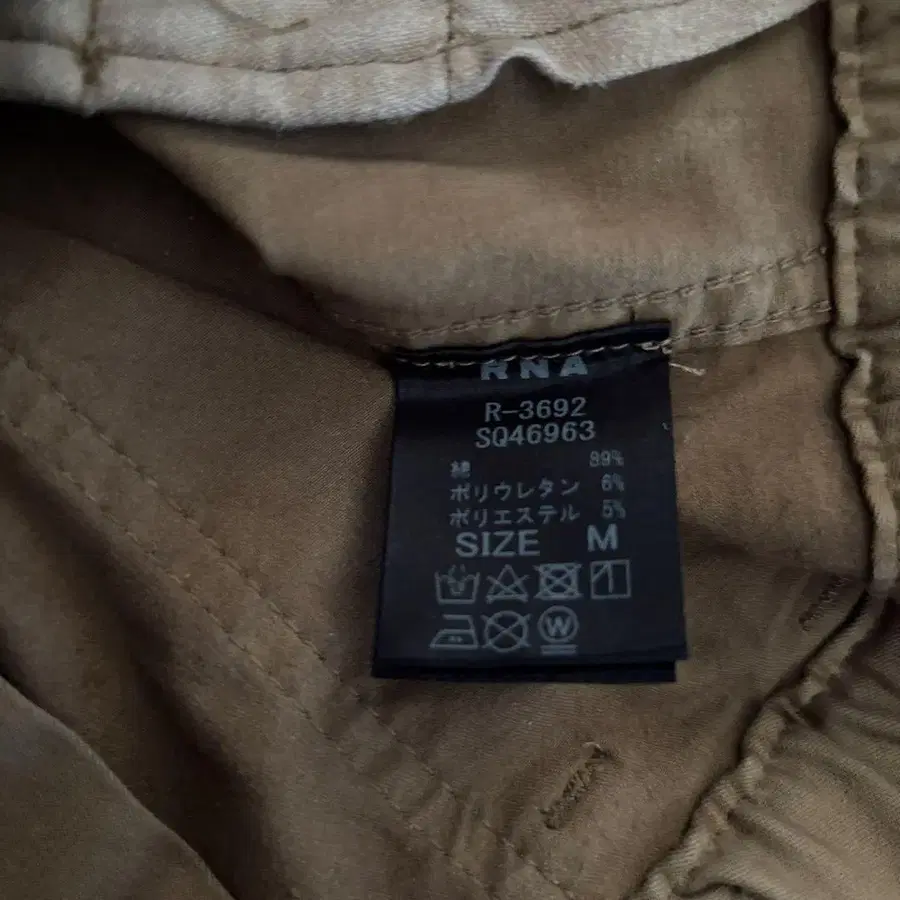 RNA
R-3692
SQ46963
綿 89%
ポリウレタン 6%
ポリエステル 5%
SIZE M
W